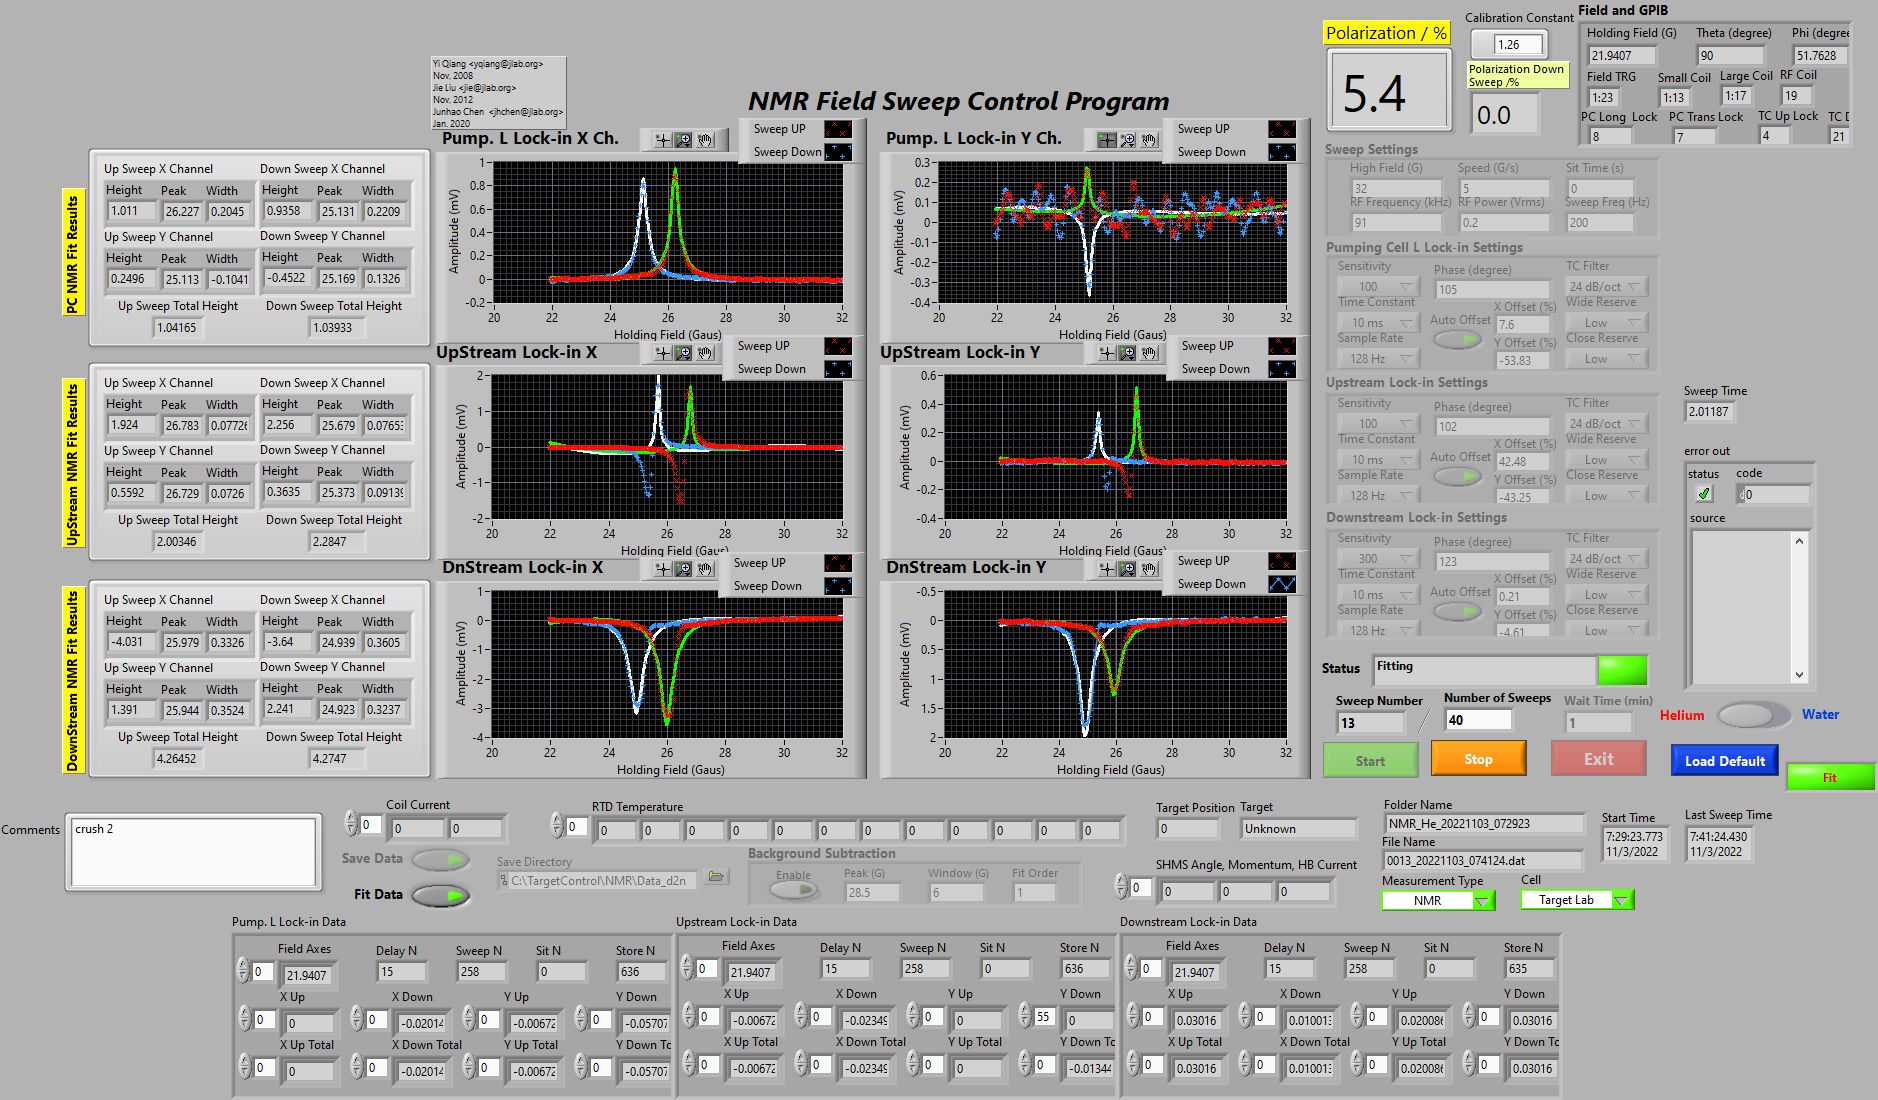 Yi Qiang <yqiang@jlab.org>
Nov, 2008
Jie Liu <jie@jlab.org>
Nov, 2012
Junhao Chen <jhchen@jlab.org>
Jan. 2020
NMR Field Sweep Control Program
Polarization / %
5.4
Calibration Constant
1.26
Polarization Down
Sweep /%
0.0
Field and GPIB
Holding Field (G) Theta (degree) Phi (degree
21.9407 90 51.7628
Field TRG Small Coil Large Coil RF Coil
1:23 1:13 1:17 19
PC Long Lock PC Trans Lock TC Up Lock TC D
8 7 4 21
PC NMR Fit Results
Up Sweep X Channel Down Sweep X Channel
Height Peak Width Height Peak Width
1.011 26.227 0.2045 0.9358 25.131 0.2209
Up Sweep Y Channel Down Sweep Y Channel
Height Peak Width Height Peak Width
0.2496 25.113 -0.1041 -0.4522 25.169 0.1326
Up Sweep Total Height Down Sweep Total Height
1.04165 1.03933
Pump. L Lock-in X Ch.
Sweep UP
Sweep Down
Amplitude (mV)
1
0.8
0.6
0.4
0.2
0
-0.2
20 22 24 26 28 30 32
Holding Field (Gaus)
Pump. L Lock-in Y Ch.
Sweep UP
Sweep Down
Amplitude (mV)
0.3
0.2
0.1
0
-0.1
-0.2
-0.3
-0.4
20 22 24 26 28 30 32
Holding Field (Gaus)
UpStream NMR Fit Results
Up Sweep X Channel Down Sweep X Channel
Height Peak Width Height Peak Width
1.924 26.783 0.07726 2.256 25.679 0.07653
Up Sweep Y Channel Down Sweep Y Channel
Height Peak Width Height Peak Width
0.5592 26.729 0.0726 0.3635 25.373 0.09139
Up Sweep Total Height Down Sweep Total Height
2.00346 2.2847
UpStream Lock-in X
Sweep UP
Sweep Down
Amplitude (mV)
2
1
0
-1
-2
20 22 24 26 28 30 32
Holding Field (Gaus)
UpStream Lock-in Y
Sweep UP
Sweep Down
Amplitude (mV)
0.6
0.4
0.2
0
-0.2
-0.4
20 22 24 26 28 30 32
Holding Field (Gaus)
DownStream NMR Fit Results
Up Sweep X Channel Down Sweep X Channel
Height Peak Width Height Peak Width
-4.031 25.979 0.3326 -3.64 24.939 0.3605
Up Sweep Y Channel Down Sweep Y Channel
Height Peak Width Height Peak Width
1.391 25.944 0.3524 2.241 24.923 0.3237
Up Sweep Total Height Down Sweep Total Height
4.26452 4.2747
DnStream Lock-in X
Sweep UP
Sweep Down
Amplitude (mV)
1
0
-1
-2
-3
-4
20 22 24 26 28 30 32
Holding Field (Gaus)
DnStream Lock-in Y
Sweep UP
Sweep Down
Amplitude (mV)
-0.5
0
0.5
1
1.5
2
20 22 24 26 28 30 32
Holding Field (Gaus)
Sweep Settings
High Field (G) Speed (G/s) Sit Time (s)
32 5 0
RF Frequency (kHz) RF Power (Vrms) Sweep Freq (Hz)
91 0.2 200
Pumping Cell L Lock-in Settings
Sensitivity Phase (degree) TC Filter
100 105 24 dB/oct
Time Constant X Offset (%) Wide Reserve
10 ms Auto Offset 7.6 Low
Sample Rate Y Offset (%) Close Reserve
128 Hz -53.83 Low
Upstream Lock-in Settings
Sensitivity Phase (degree) TC Filter
100 102 24 dB/oct
Time Constant X Offset (%) Wide Reserve
10 ms Auto Offset 42.48 Low
Sample Rate Y Offset (%) Close Reserve
128 Hz -43.25 Low
Downstream Lock-in Settings
Sensitivity Phase (degree) TC Filter
300 123 24 dB/oct
Time Constant X Offset (%) Wide Reserve
10 ms Auto Offset 0.21 Low
Sample Rate Y Offset (%) Close Reserve
128 Hz -4.61 Low
Sweep Time
2.01187
error out
status code
0
source
Status Fitting
Sweep Number Number of Sweeps Wait Time (min)
13 / 40 1
Helium Water
Start Stop Exit Load Default Fit
Comments crush 2
Coil Current
0 0 0
Save Data
Fit Data
RTD Temperature
0 0 0 0 0 0 0 0 0 0 0 0 0
Save Directory
C:\TargetControl\NMR\Data_d2n
Background Subtraction
Enable Peak (G) Window (G) Fit Order
28.5 6 1
Target Position Target
0 Unknown
SHMS Angle, Momentum, HB Current
0 0 0 0
Folder Name
NMR_He_20221103_072923
File Name
0013_20221103_074124.dat
Measurement Type Cell
NMR Target Lab
Start Time Last Sweep Time
7:29:23.773 7:41:24.430
11/3/2022 11/3/2022
Pump. L Lock-in Data
Field Axes Delay N Sweep N Sit N Store N
0 21.9407 15 258 0 636
X Up X Down Y Up Y Down
0 0 0 -0.02014 0 -0.00672 0 -0.05707
X Up Total X Down Total Y Up Total Y Down Tc
0 0 0 -0.02014 0 -0.00672 0 -0.05707
Upstream Lock-in Data
Field Axes Delay N Sweep N Sit N Store N
0 21.9407 15 258 0 636
X Up X Down Y Up Y Down
0 -0.00672 0 -0.02349 0 0 55 0
X Up Total X Down Total Y Up Total Y Down Tc
0 -0.00672 0 -0.02349 0 0 0 -0.01344
Downstream Lock-in Data
Field Axes Delay N Sweep N Sit N Store N
0 21.9407 15 258 0 635
X Up X Down Y Up Y Down
0 0.03016 0 0.010013 0 0.020086 0 0.03016
X Up Total X Down Total Y Up Total Y Down Tc
0 0.03016 0 0.010013 0 0.020086 0 0.03016